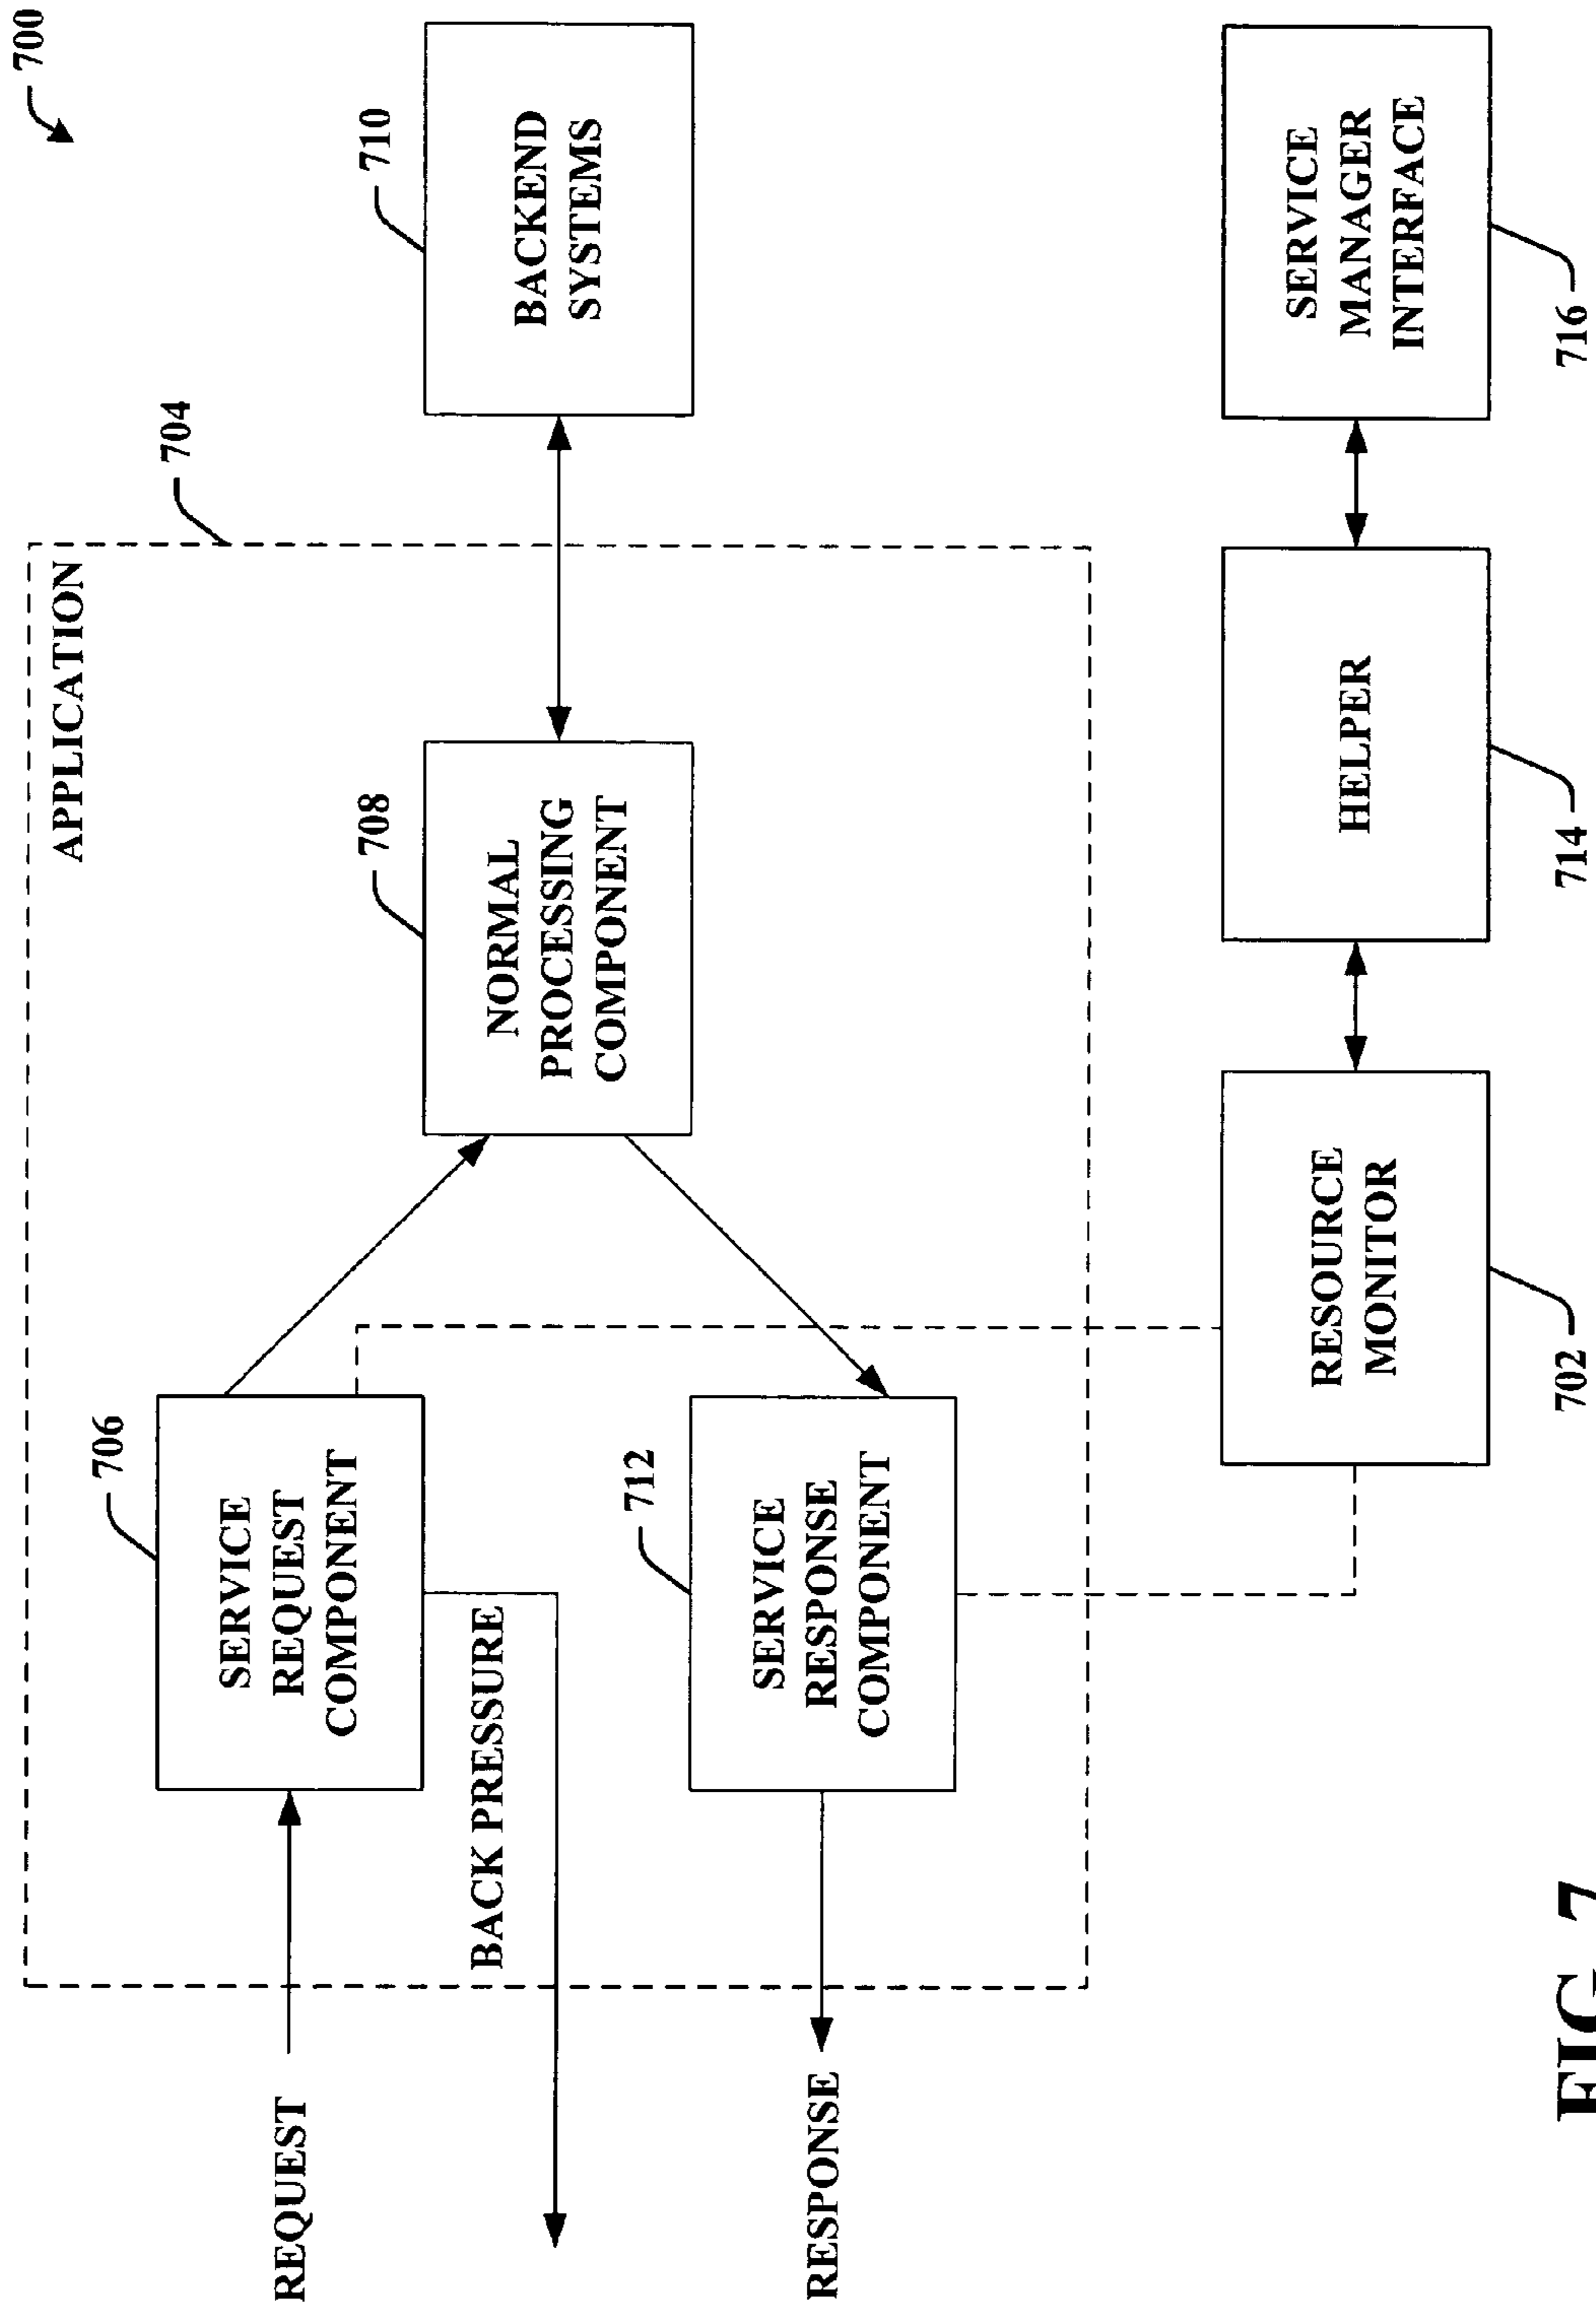 700
704
APPLICATION
706
SERVICE
REQUEST
COMPONENT
REQUEST
708
NORMAL
PROCESSING
COMPONENT
710
BACKEND
SYSTEMS
BACK PRESSURE
712
SERVICE
RESPONSE
COMPONENT
RESPONSE
RESOURCE
MONITOR
702
HELPER
714
SERVICE
MANAGER
INTERFACE
716
FIG. 7